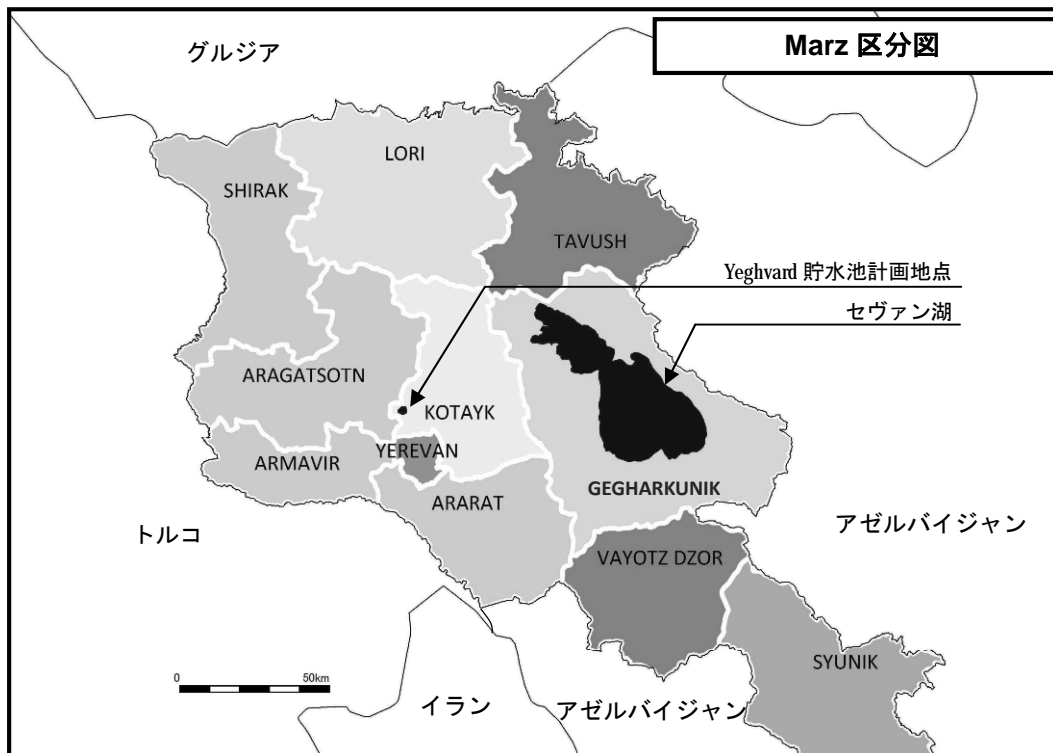 Marz 区分図
グルジア
LORI
SHIRAK
TAVUSH
Yeghvard 貯水池計画地点
セヴァン湖
ARAGATSOTN
KOTAYK
YEREVAN
ARMAVIR
GEGHARKUNIK
ARARAT
トルコ
アゼルバイジャン
VAYOTZ DZOR
SYUNIK
0 50km
イラン
アゼルバイジャン